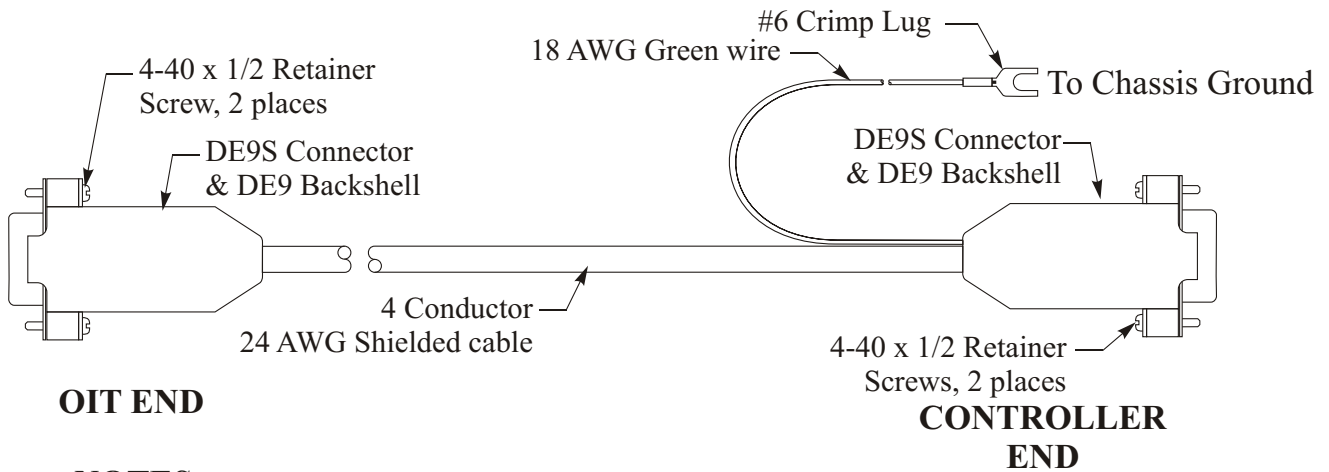 #6 Crimp Lug
18 AWG Green wire
To Chassis Ground
4-40 x 1/2 Retainer
Screw, 2 places
DE9S Connector
& DE9 Backshell
DE9S Connector
& DE9 Backshell
4 Conductor
24 AWG Shielded cable
4-40 x 1/2 Retainer
Screws, 2 places
OIT END
CONTROLLER
END
NOTES